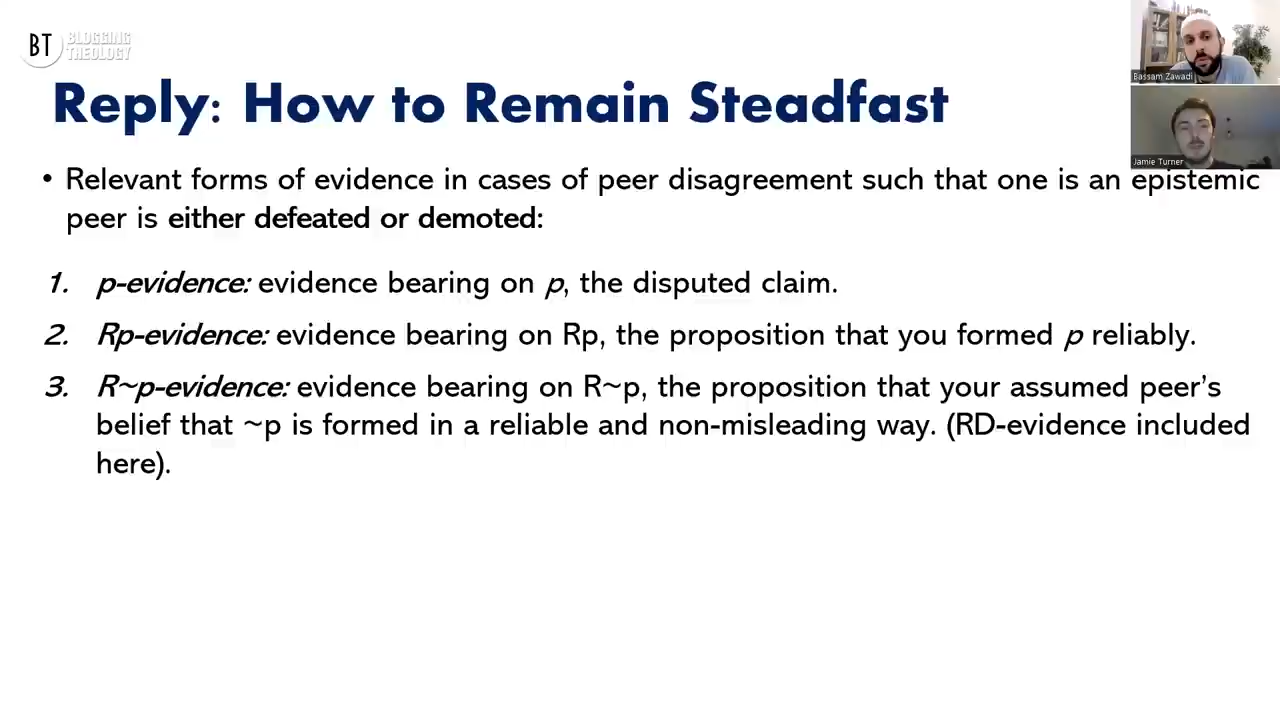 BT BLOGGING
THEOLOGY
Reply: How to Remain Steadfast
Bassam Zawadi
Jamie Turner
• Relevant forms of evidence in cases of peer disagreement such that one is an epistemic
peer is either defeated or demoted:
1. p-evidence: evidence bearing on p, the disputed claim.
2. Rp-evidence: evidence bearing on Rp, the proposition that you formed p reliably.
3. R~p-evidence: evidence bearing on R~p, the proposition that your assumed peer's
belief that ~p is formed in a reliable and non-misleading way. (RD-evidence included
here).